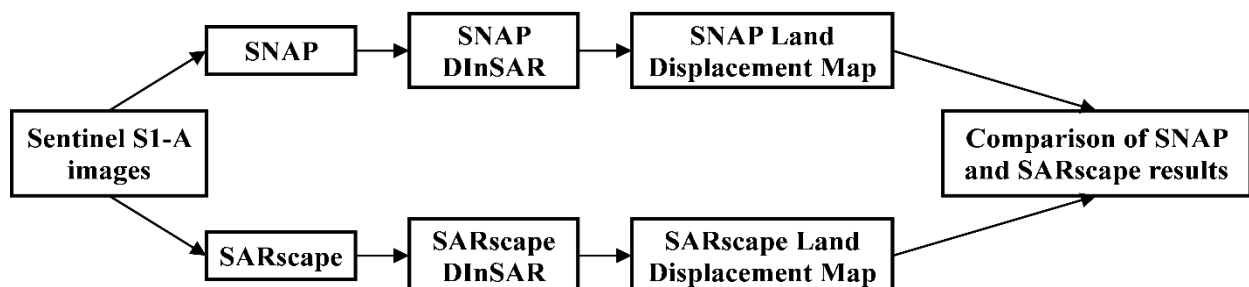 Sentinel S1-A
images
SNAP
SNAP
DInSAR
SNAP Land
Displacement Map
SARscape
SARscape
DInSAR
SARscape Land
Displacement Map
Comparison of SNAP
and SARscape results